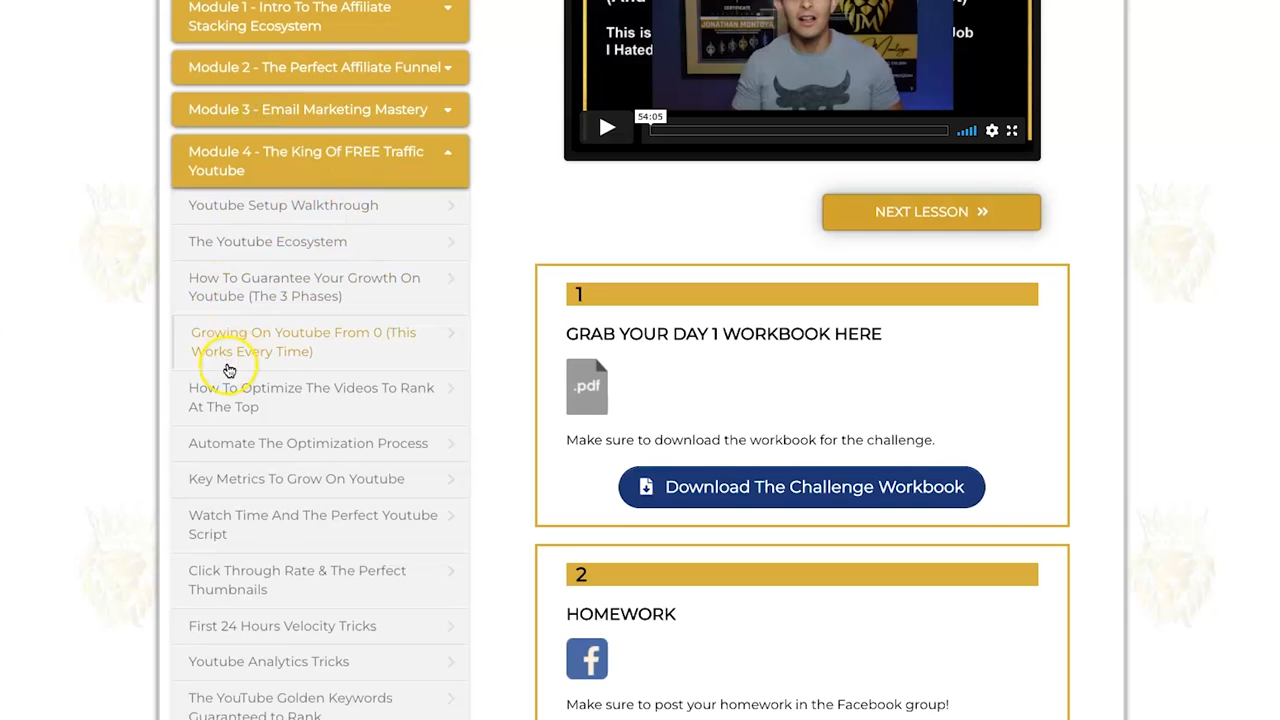 Module 1 - Intro To The Affiliate
Stacking Ecosystem
Module 2 - The Perfect Affiliate Funnel
Module 3 - Email Marketing Mastery
Module 4 - The King Of FREE Traffic
Youtube
Youtube Setup Walkthrough
The Youtube Ecosystem
How To Guarantee Your Growth On
Youtube (The 3 Phases)
Growing On Youtube From 0 (This
Works Every Time)
How To Optimize The Videos To Rank
At The Top
Automate The Optimization Process
Key Metrics To Grow On Youtube
Watch Time And The Perfect Youtube
Script
Click Through Rate & The Perfect
Thumbnails
First 24 Hours Velocity Tricks
Youtube Analytics Tricks
The YouTube Golden Keywords
Guaranteed to Rank
CERTIFICATE
JONATHAN MONTOYA
This is
Job
I Hated
54:05
NEXT LESSON »
1
GRAB YOUR DAY 1 WORKBOOK HERE
.pdf
Make sure to download the workbook for the challenge.
Download The Challenge Workbook
2
HOMEWORK
f
Make sure to post your homework in the Facebook group!